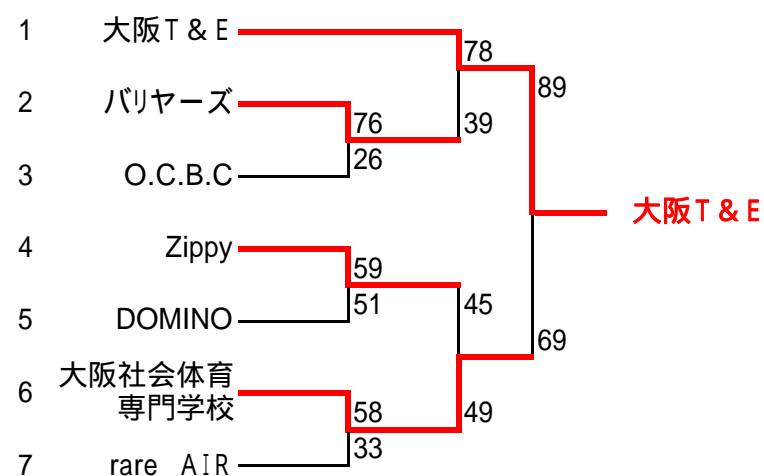 1 大阪T&E
78
89
2 バリヤーズ
76
39
26
3 O.C.B.C
大阪T&E
4 Zippy
59
51
45
5 DOMINO
69
6 大阪社会体育
専門学校
58
49
33
7 rare AIR